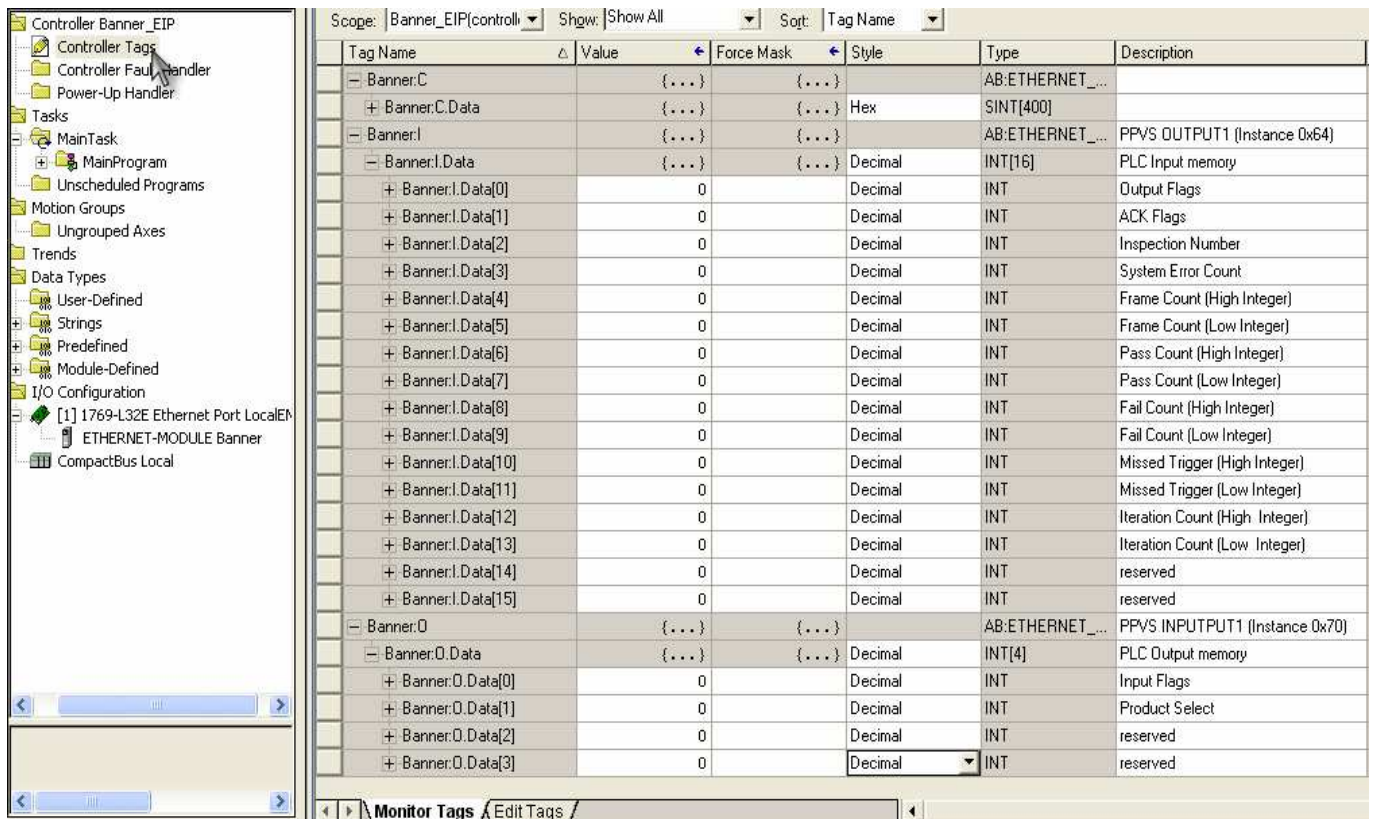 Controller Banner_EIP
Controller Tags
Controller Fault Handler
Power-Up Handler
Tasks
MainTask
MainProgram
Unscheduled Programs
Motion Groups
Ungrouped Axes
Trends
Data Types
User-Defined
Strings
Predefined
Module-Defined
I/O Configuration
[1] 1769-L32E Ethernet Port LocalEN
ETHERNET-MODULE Banner
CompactBus Local
Scope: Banner_EIP(controll Show: Show All Sort: Tag Name
Tag Name Value Force Mask Style Type Description
Banner:C {...} {...} AB:ETHERNET_...
Banner:C.Data {...} {...} Hex SINT[400]
Banner:I {...} {...} AB:ETHERNET_... PPVS OUTPUT1 (Instance 0x64)
Banner:I.Data {...} {...} Decimal INT[16] PLC Input memory
Banner:I.Data[0] 0 Decimal INT Output Flags
Banner:I.Data[1] 0 Decimal INT ACK Flags
Banner:I.Data[2] 0 Decimal INT Inspection Number
Banner:I.Data[3] 0 Decimal INT System Error Count
Banner:I.Data[4] 0 Decimal INT Frame Count (High Integer)
Banner:I.Data[5] 0 Decimal INT Frame Count (Low Integer)
Banner:I.Data[6] 0 Decimal INT Pass Count (High Integer)
Banner:I.Data[7] 0 Decimal INT Pass Count (Low Integer)
Banner:I.Data[8] 0 Decimal INT Fail Count (High Integer)
Banner:I.Data[9] 0 Decimal INT Fail Count (Low Integer)
Banner:I.Data[10] 0 Decimal INT Missed Trigger (High Integer)
Banner:I.Data[11] 0 Decimal INT Missed Trigger (Low Integer)
Banner:I.Data[12] 0 Decimal INT Iteration Count (High Integer)
Banner:I.Data[13] 0 Decimal INT Iteration Count (Low Integer)
Banner:I.Data[14] 0 Decimal INT reserved
Banner:I.Data[15] 0 Decimal INT reserved
Banner:O {...} {...} AB:ETHERNET_... PPVS INPUTPUT1 (Instance 0x70)
Banner:O.Data {...} {...} Decimal INT[4] PLC Output memory
Banner:O.Data[0] 0 Decimal INT Input Flags
Banner:O.Data[1] 0 Decimal INT Product Select
Banner:O.Data[2] 0 Decimal INT reserved
Banner:O.Data[3] 0 Decimal INT reserved
Monitor Tags Edit Tags